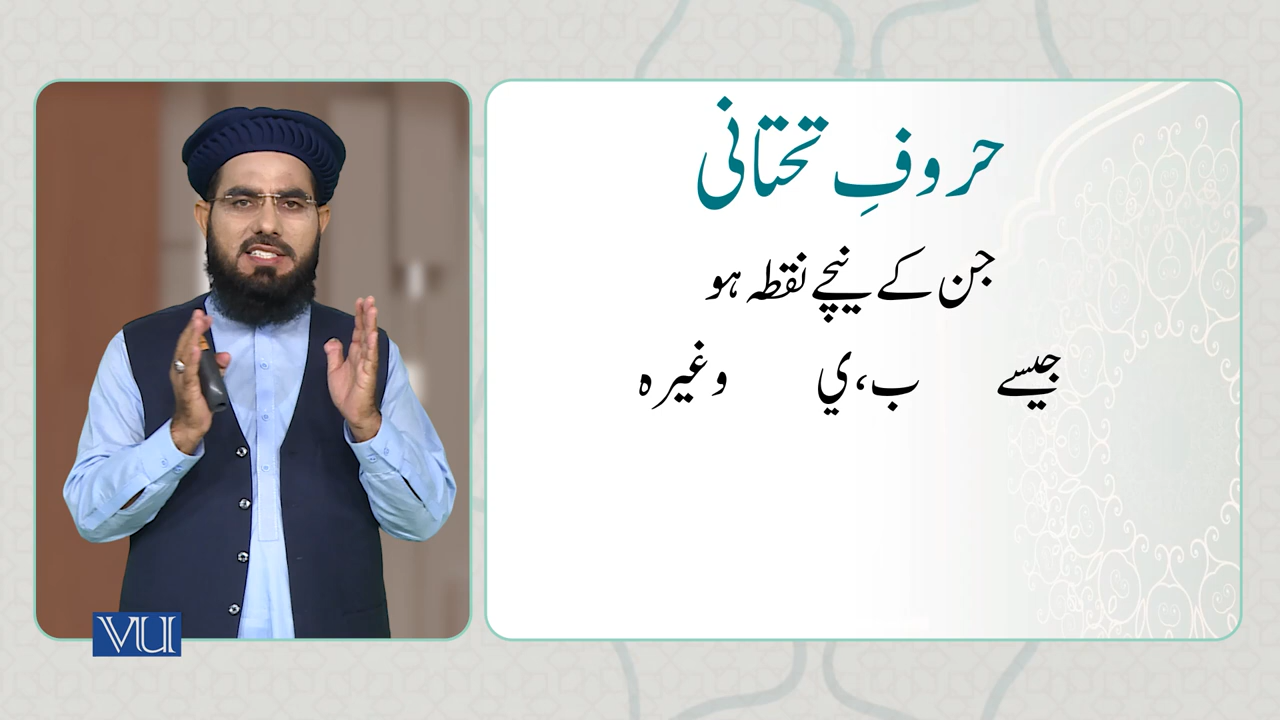 حروفِ تحتانی
جن کے نیچے نقطہ ہو
جیسے ب، ي وغیرہ
VU